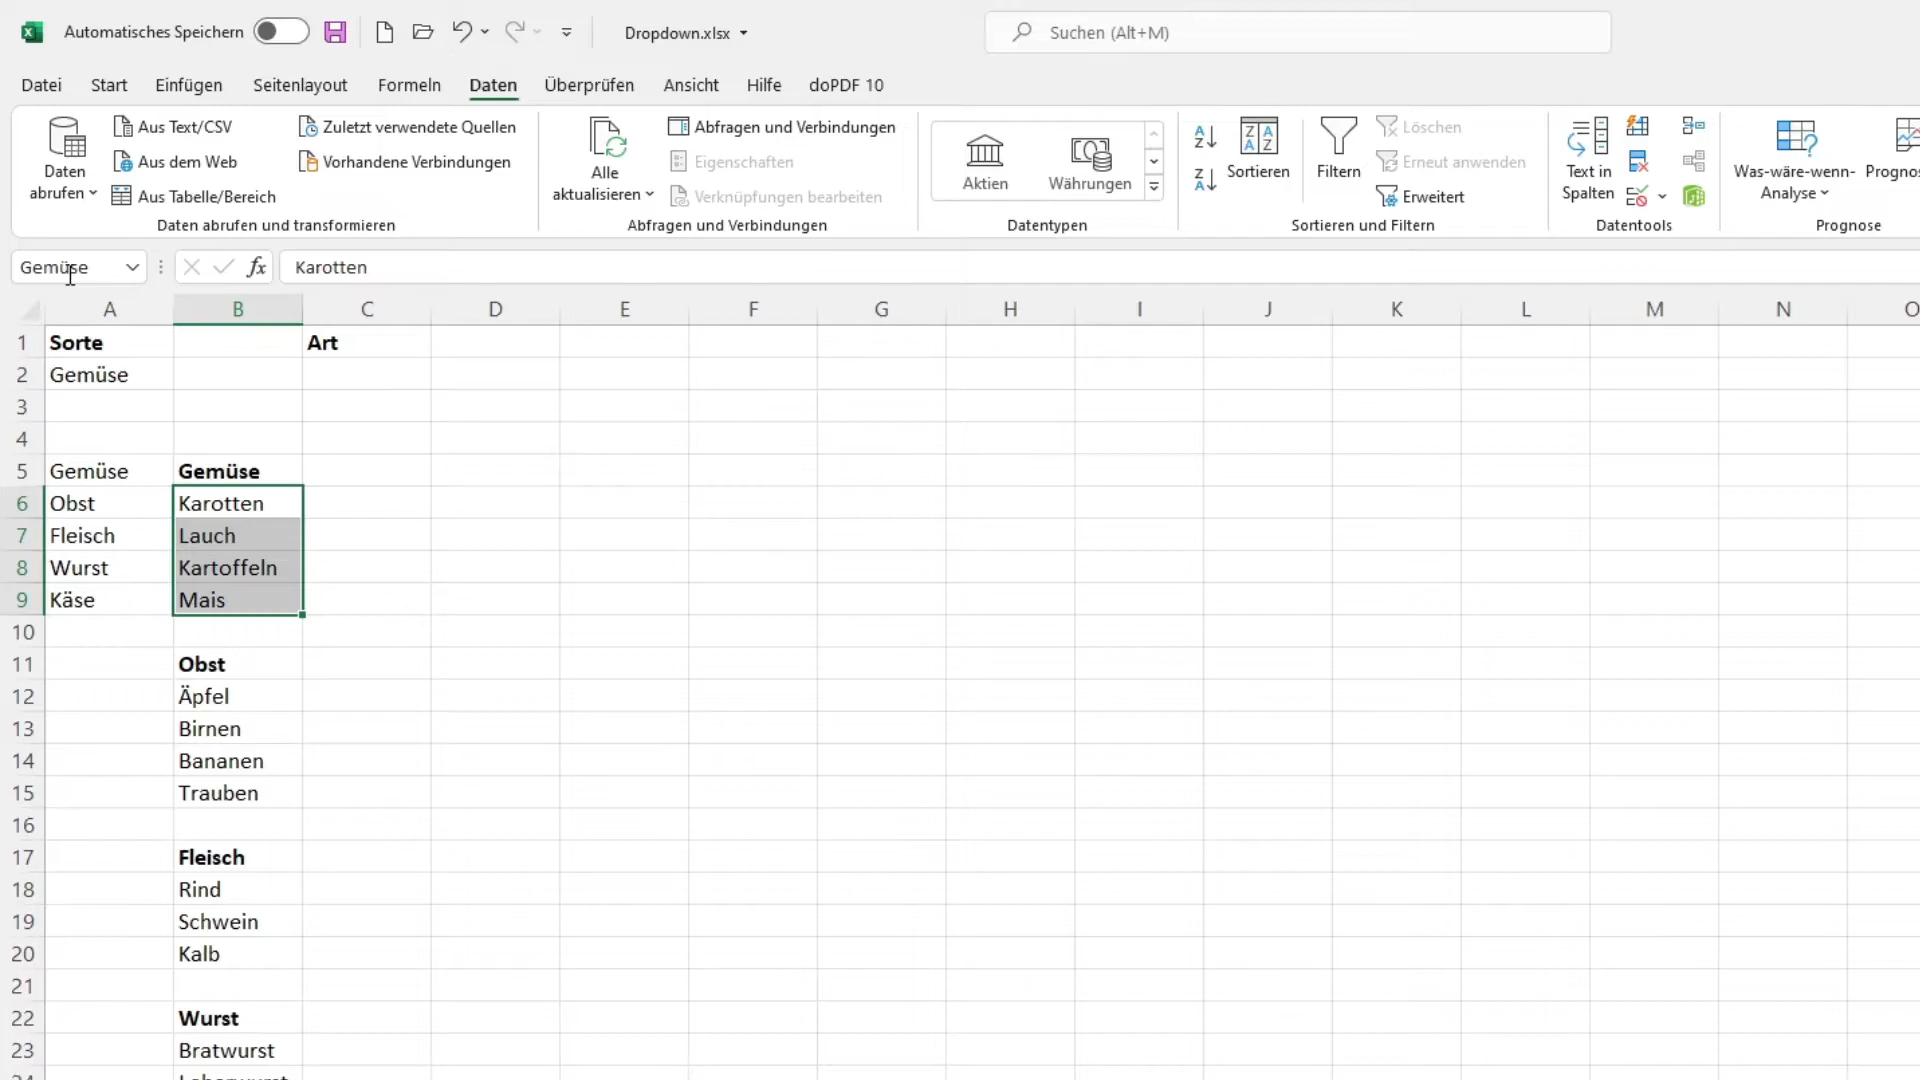 Automatisches Speichern
Dropdown.xlsx
Suchen (Alt+M)
Datei Start Einfügen Seitenlayout Formeln Daten Überprüfen Ansicht Hilfe doPDF 10
Daten abrufen
Aus Text/CSV
Aus dem Web
Aus Tabelle/Bereich
Zuletzt verwendete Quellen
Vorhandene Verbindungen
Daten abrufen und transformieren
Alle aktualisieren
Abfragen und Verbindungen
Eigenschaften
Verknüpfungen bearbeiten
Abfragen und Verbindungen
Aktien
Währungen
Datentypen
Sortieren
Filtern
Löschen
Erneut anwenden
Erweitert
Sortieren und Filtern
Text in Spalten
Datentools
Was-wäre-wenn-Analyse
Prognose
Gemüse
fx Karotten
A B C D E F G H I J K L M N O
1 Sorte Art
2 Gemüse
3
4
5 Gemüse Gemüse
6 Obst Karotten
7 Fleisch Lauch
8 Wurst Kartoffeln
9 Käse Mais
10
11 Obst
12 Äpfel
13 Birnen
14 Bananen
15 Trauben
16
17 Fleisch
18 Rind
19 Schwein
20 Kalb
21
22 Wurst
23 Bratwurst